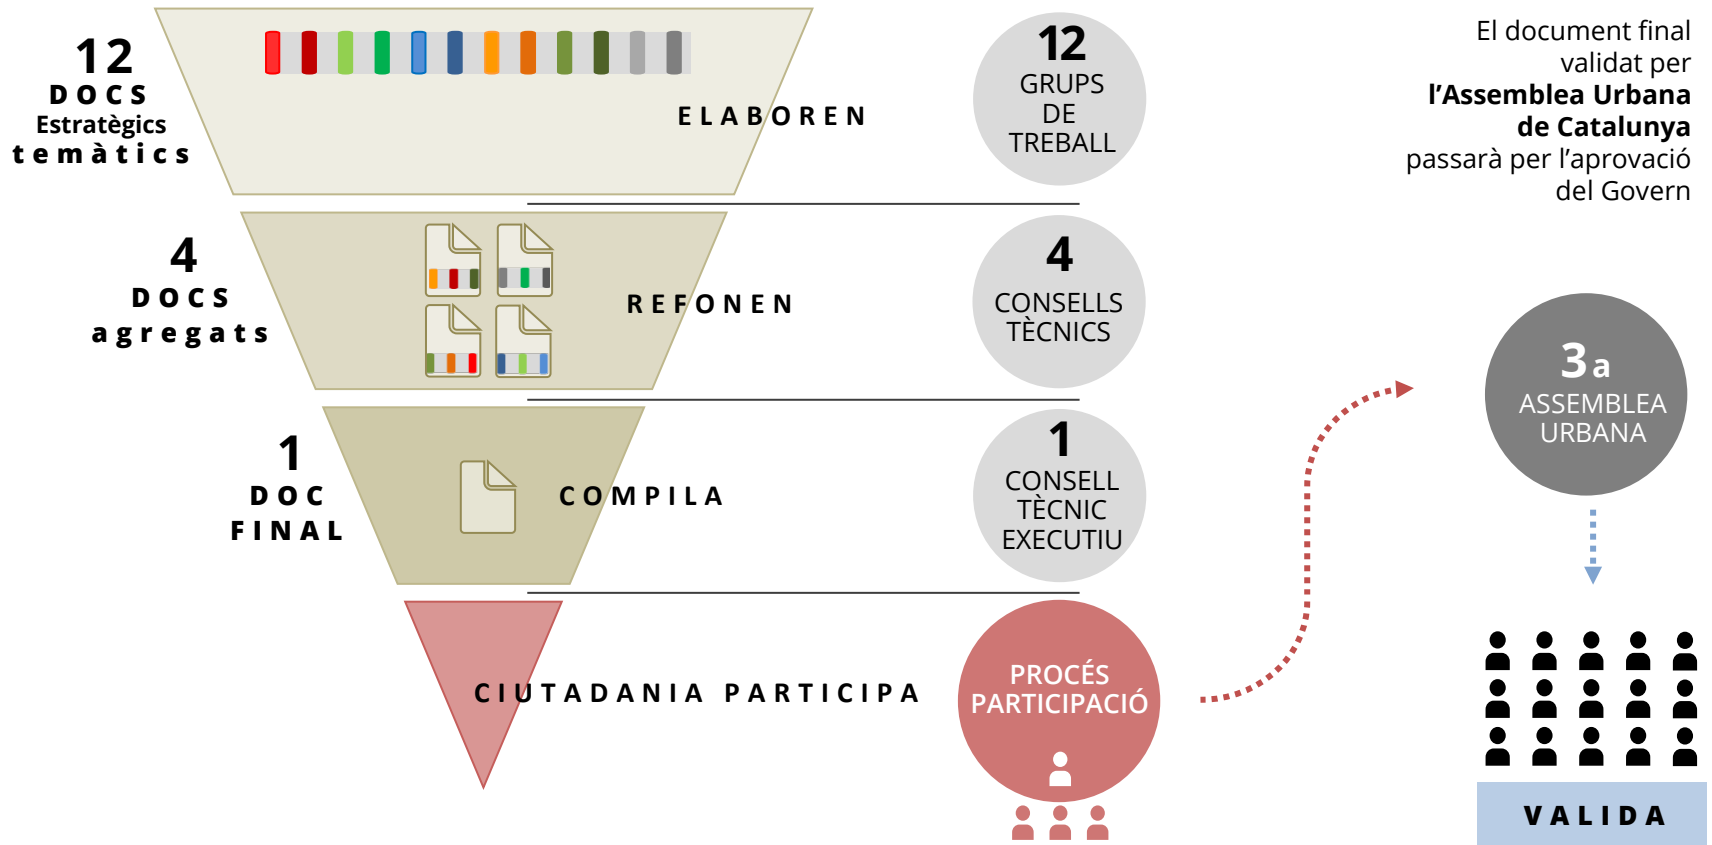 12
DOCS
Estratègics
temàtics
ELABOREN
12
GRUPS
DE
TREBALL
4
DOCS
agregats
REFONEN
4
CONSELLS
TÈCNICS
1
DOC
FINAL
COMPILA
1
CONSELL
TÈCNIC
EXECUTIU
CIUTADANIA PARTICIPA
PROCÉS
PARTICIPACIÓ
El document final
validat per
l’Assemblea Urbana
de Catalunya
passarà per l’aprovació
del Govern
3a
ASSEMBLEA
URBANA
VALIDA